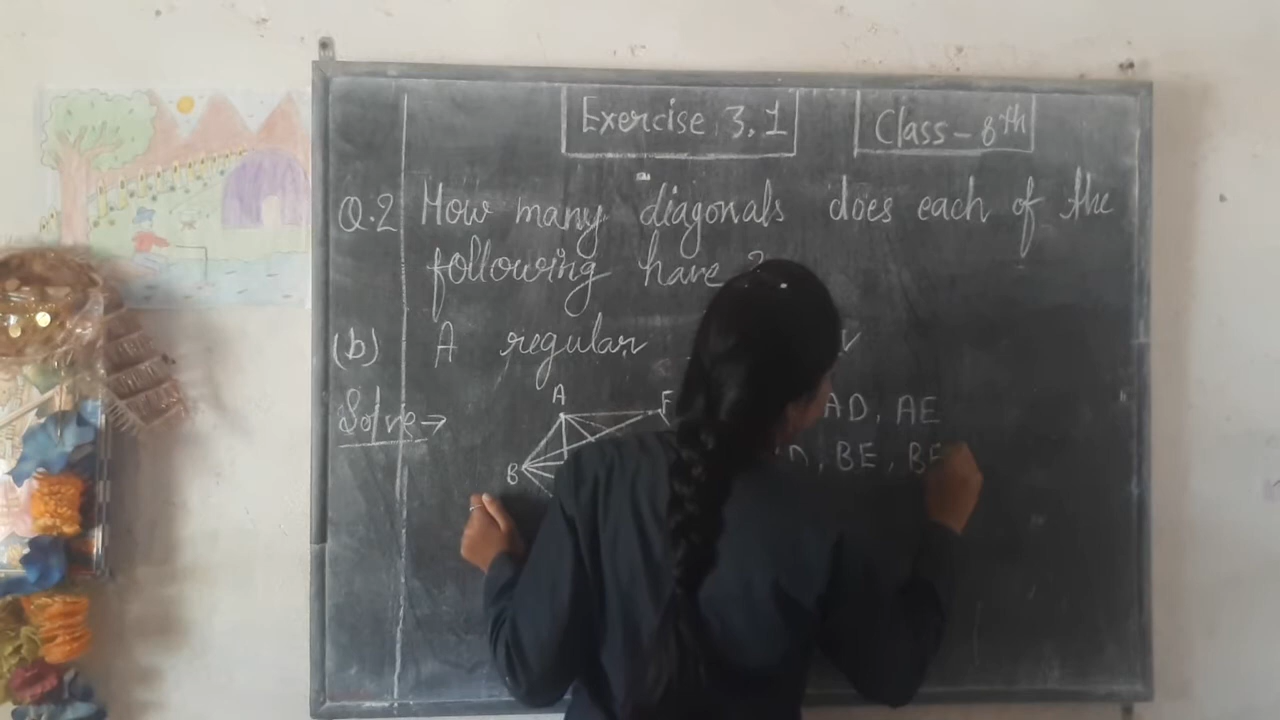 Exercise 3.1
Class - 8th
Q.2 How many diagonals does each of the
following have ?
(b) A regular
Solve →
A F AD, AE
B D, BE, BF